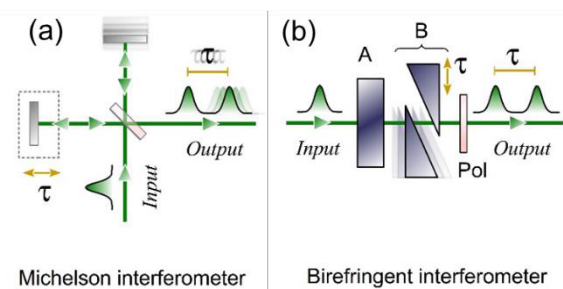 (a)
τ
Output
τ
Input
Michelson interferometer
(b)
A
B
τ
τ
Input
Output
Pol
Birefringent interferometer